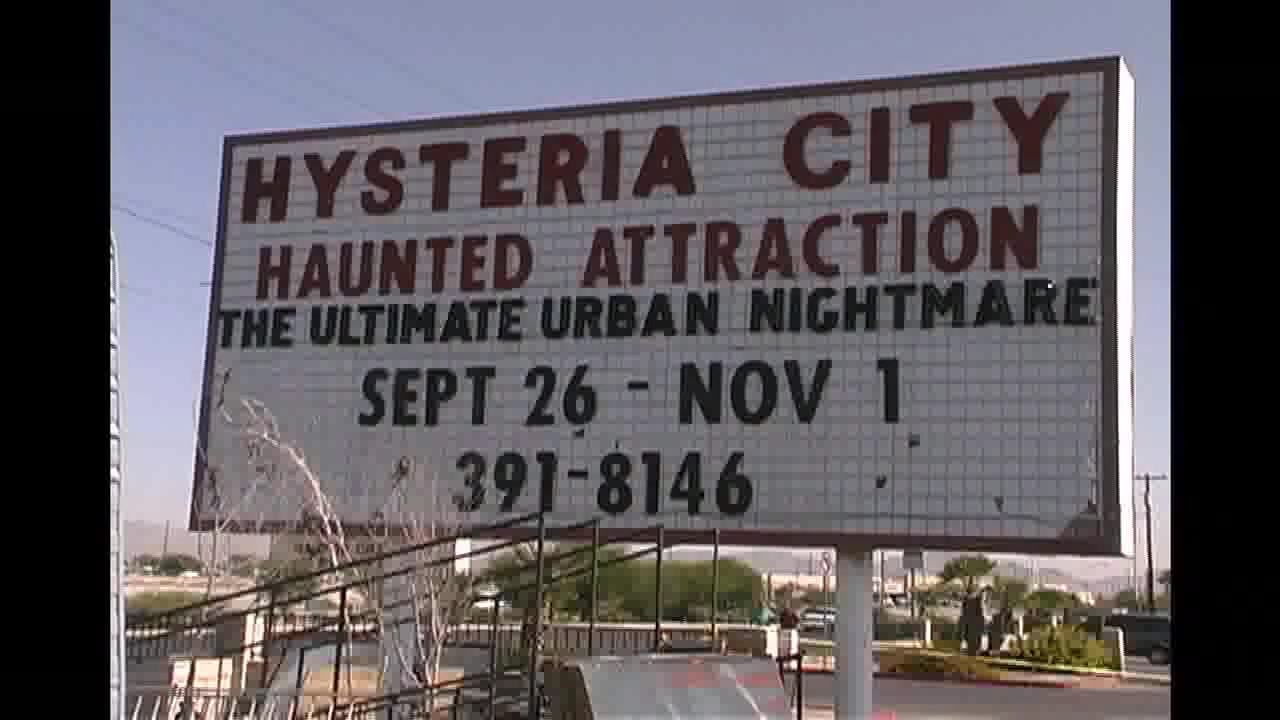 HYSTERIA CITY
HAUNTED ATTRACTION
THE ULTIMATE URBAN NIGHTMARE
SEPT 26 - NOV 1
391-8146